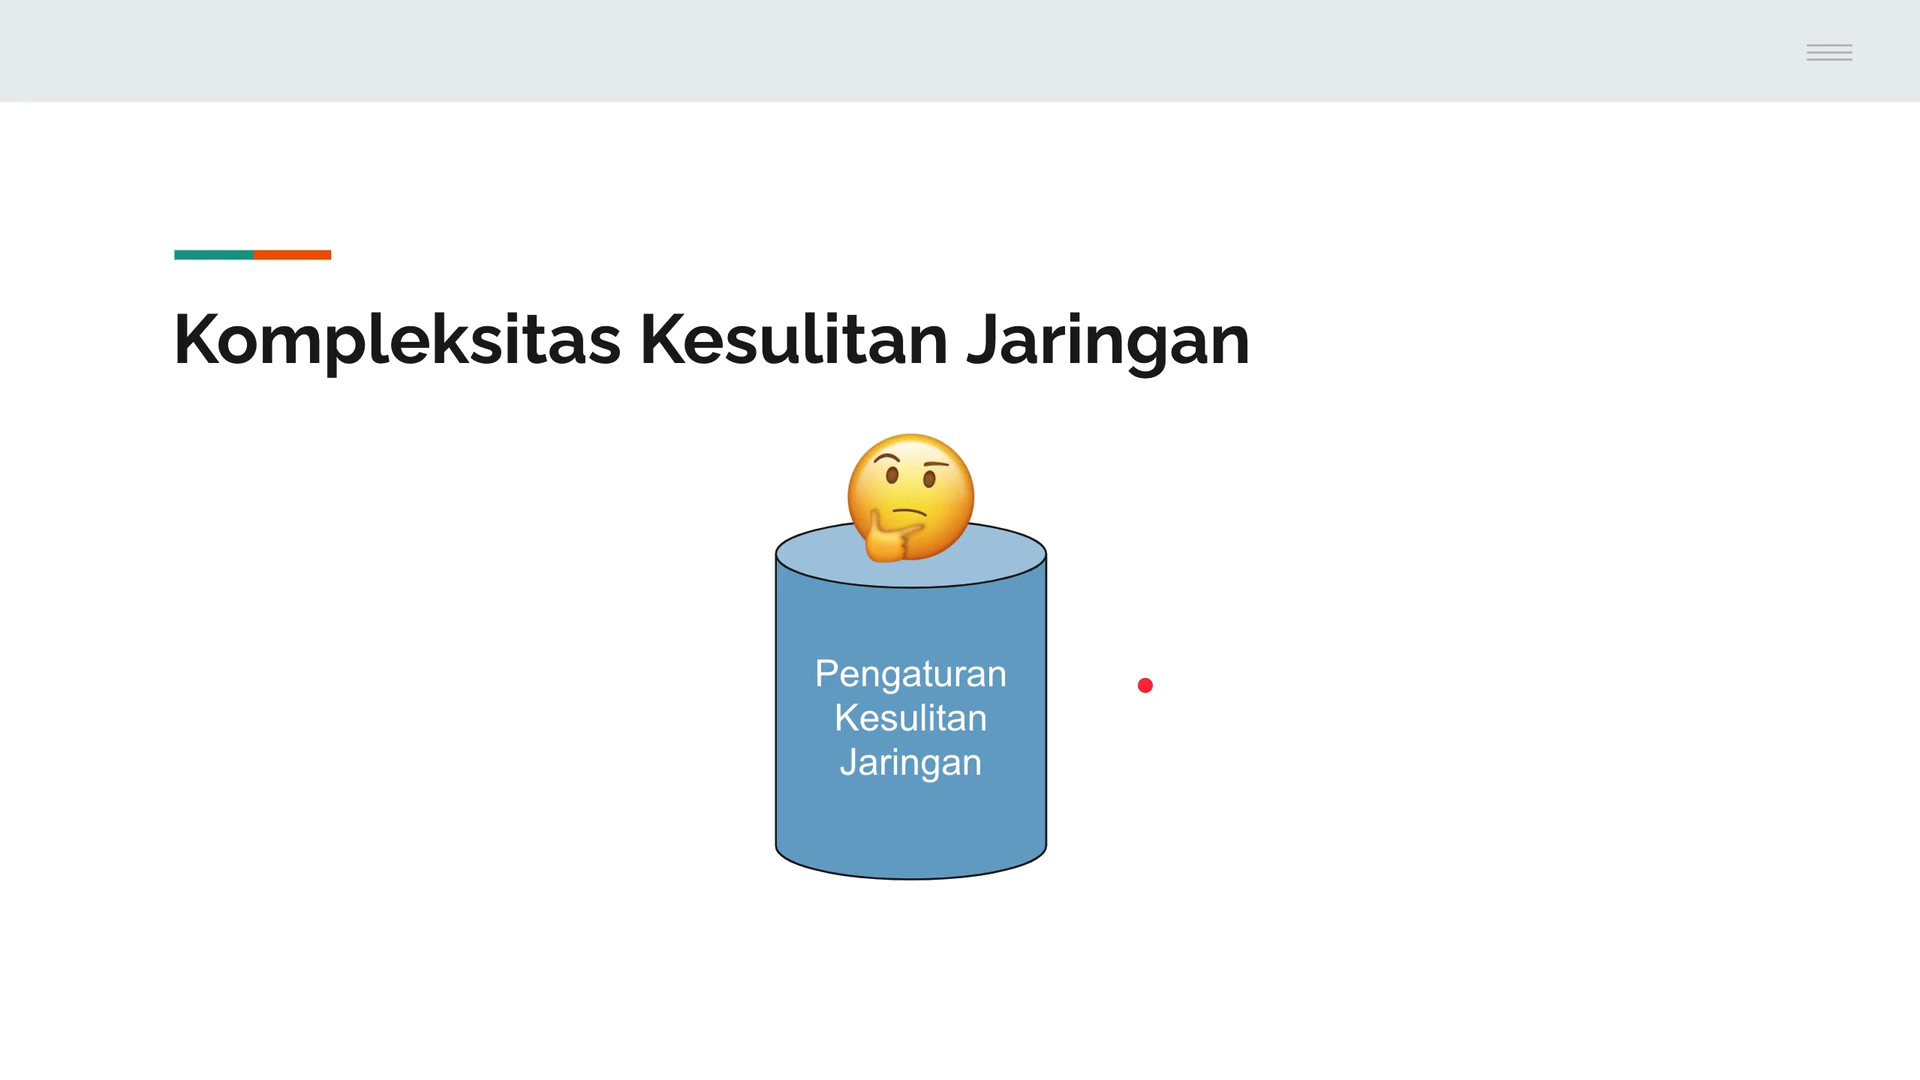 Kompleksitas Kesulitan Jaringan
Pengaturan
Kesulitan
Jaringan